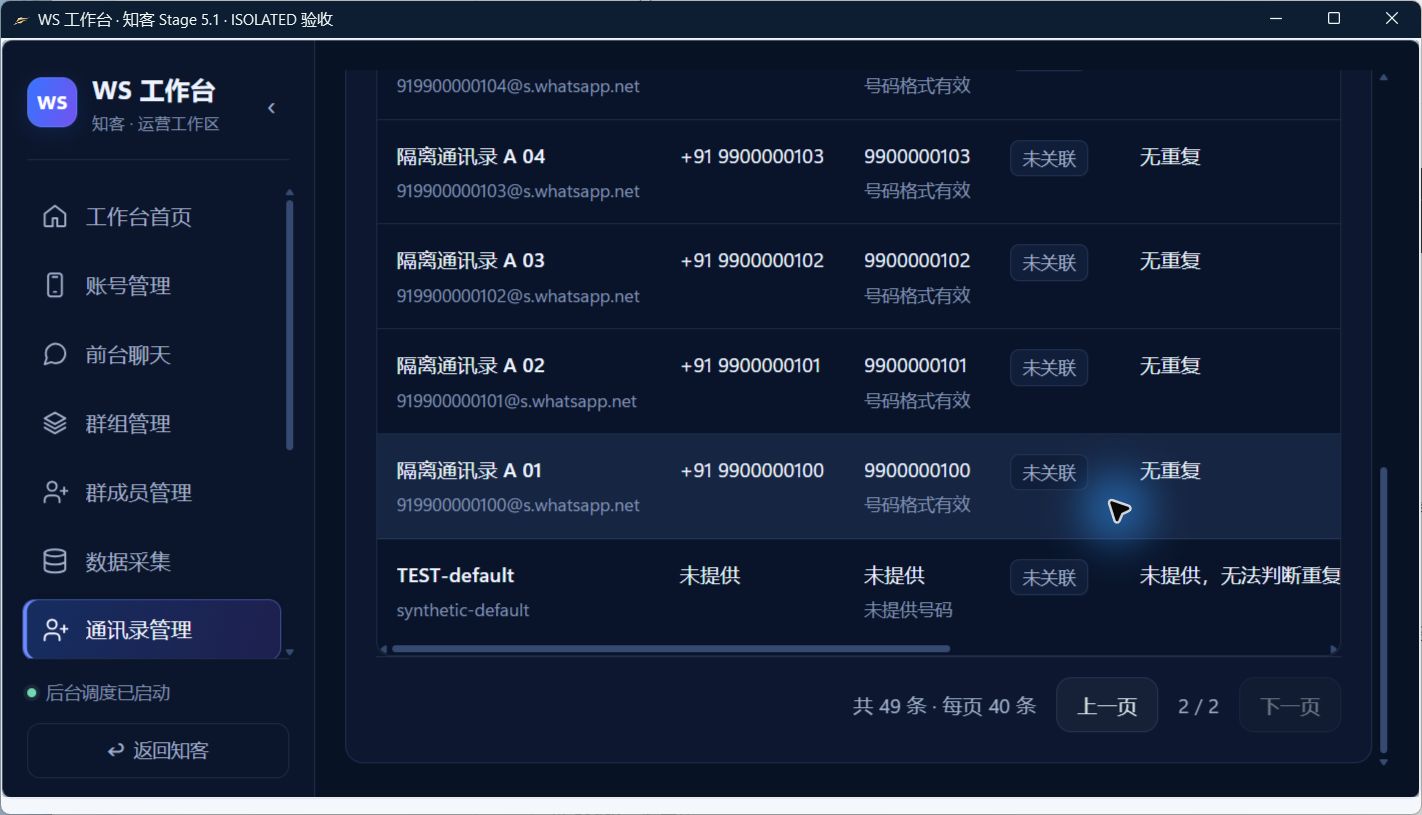 WS 工作台 · 知客 Stage 5.1 · ISOLATED 验收
WS
WS 工作台
知客 · 运营工作区
工作台首页
账号管理
前台聊天
群组管理
群成员管理
数据采集
通讯录管理
后台调度已启动
返回知客
919900000104@s.whatsapp.net 号码格式有效
隔离通讯录 A 04 +91 9900000103 9900000103 未关联 无重复
919900000103@s.whatsapp.net 号码格式有效
隔离通讯录 A 03 +91 9900000102 9900000102 未关联 无重复
919900000102@s.whatsapp.net 号码格式有效
隔离通讯录 A 02 +91 9900000101 9900000101 未关联 无重复
919900000101@s.whatsapp.net 号码格式有效
隔离通讯录 A 01 +91 9900000100 9900000100 未关联 无重复
919900000100@s.whatsapp.net 号码格式有效
TEST-default 未提供 未提供 未关联 未提供，无法判断重复
synthetic-default 未提供号码
共 49 条 · 每页 40 条 上一页 2 / 2 下一页